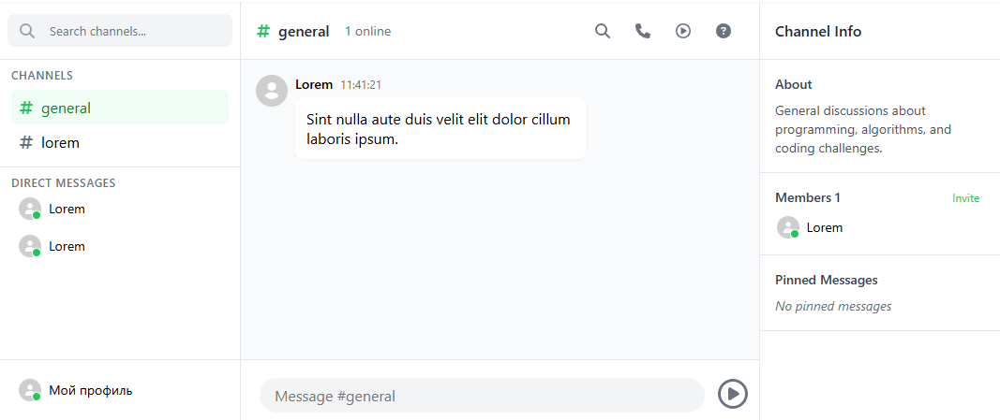 Search channels...
CHANNELS
# general
# lorem
DIRECT MESSAGES
Lorem
Lorem
Мой профиль
# general 1 online
Lorem 11:41:21
Sint nulla aute duis velit elit dolor cillum
laboris ipsum.
Message #general
Channel Info
About
General discussions about
programming, algorithms, and
coding challenges.
Members 1 Invite
Lorem
Pinned Messages
No pinned messages